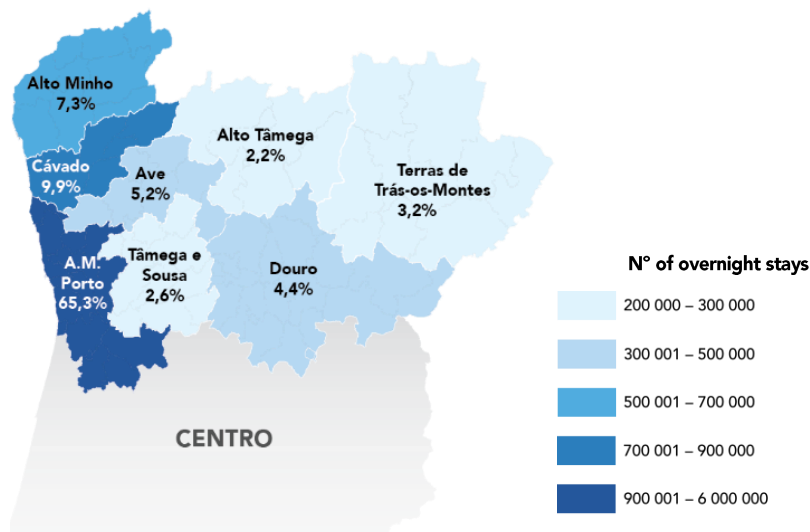 Alto Minho
7,3%
Cávado
9,9%
Ave
5,2%
Alto Tâmega
2,2%
Terras de
Trás-os-Montes
3,2%
A.M.
Porto
65,3%
Tâmega e
Sousa
2,6%
Douro
4,4%
CENTRO
N° of overnight stays
200 000 – 300 000
300 001 – 500 000
500 001 – 700 000
700 001 – 900 000
900 001 – 6 000 000